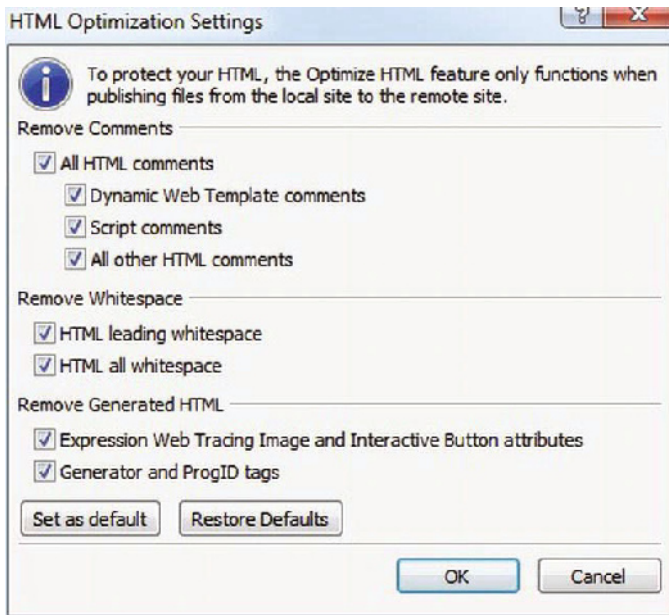 HTML Optimization Settings
To protect your HTML, the Optimize HTML feature only functions when
publishing files from the local site to the remote site.
Remove Comments
All HTML comments
Dynamic Web Template comments
Script comments
All other HTML comments
Remove Whitespace
HTML leading whitespace
HTML all whitespace
Remove Generated HTML
Expression Web Tracing Image and Interactive Button attributes
Generator and ProgID tags
Set as default Restore Defaults
OK Cancel